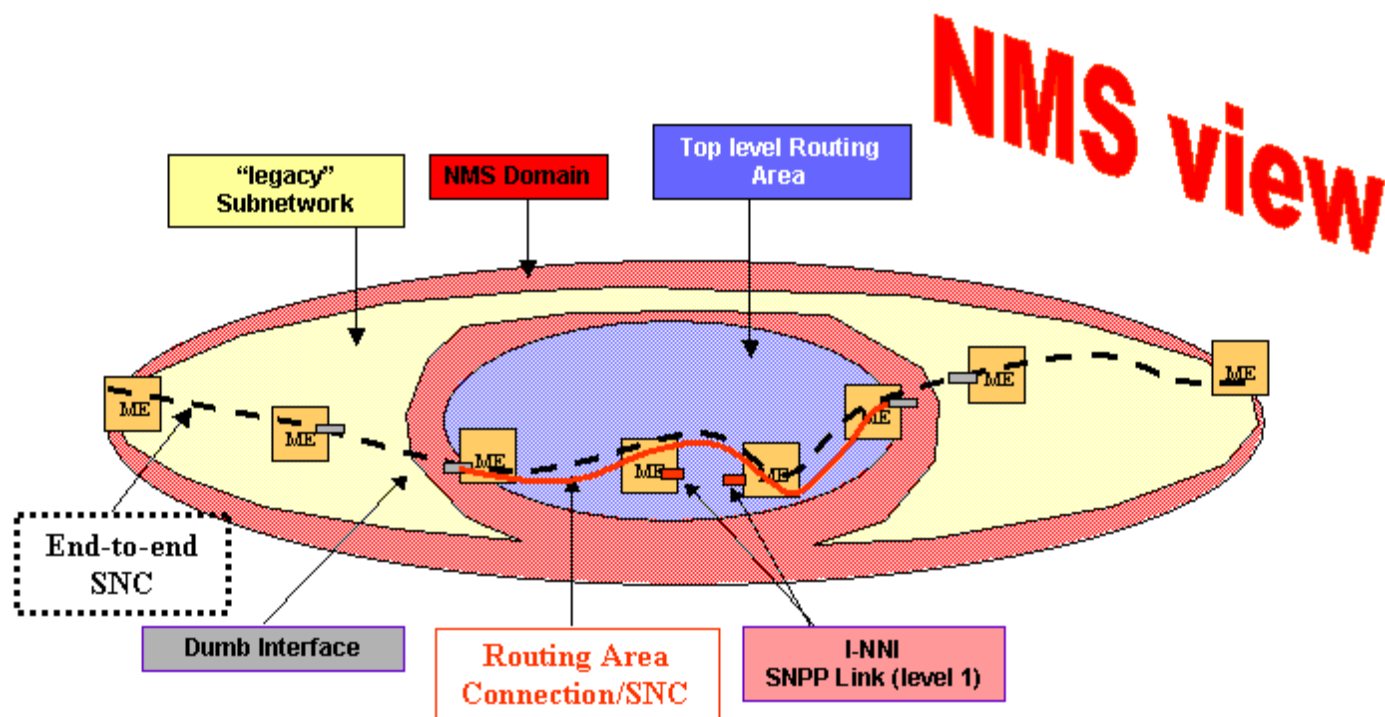 NMS view
Top level Routing
Area
“legacy”
Subnetwork
NMS Domain
ME
ME
ME
ME
ME
ME
ME
ME
End-to-end
SNC
Dumb Interface
Routing Area
Connection/SNC
I-NNI
SNPP Link (level 1)